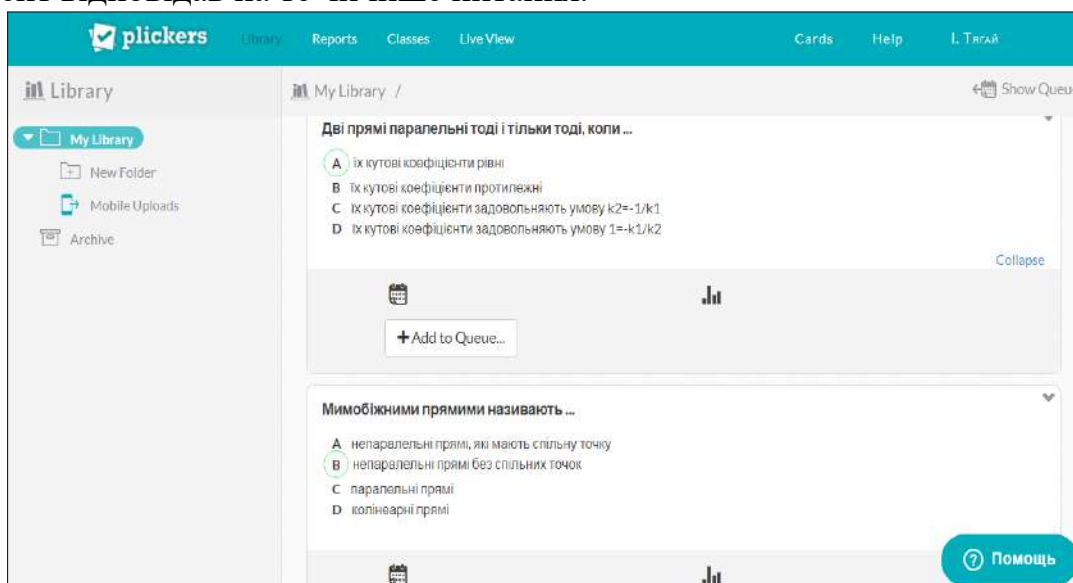 plickers Library Reports Classes Live View Cards Help І. Тягай
Library
My Library /
Show Queu
My Library
New Folder
Mobile Uploads
Archive
Дві прямі паралельні тоді і тільки тоді, коли ...
A їх кутові коефіцієнти рівні
B їх кутові коефіцієнти протилежні
C їх кутові коефіцієнти задовольняють умову k2=-1/k1
D їх кутові коефіцієнти задовольняють умову 1=-k1/k2
Collapse
+Add to Queue...
Мимобіжними прямими називають ...
A непаралельні прямі, які мають спільну точку
B непаралельні прямі без спільних точок
C паралельні прямі
D колінеарні прямі
Помощь